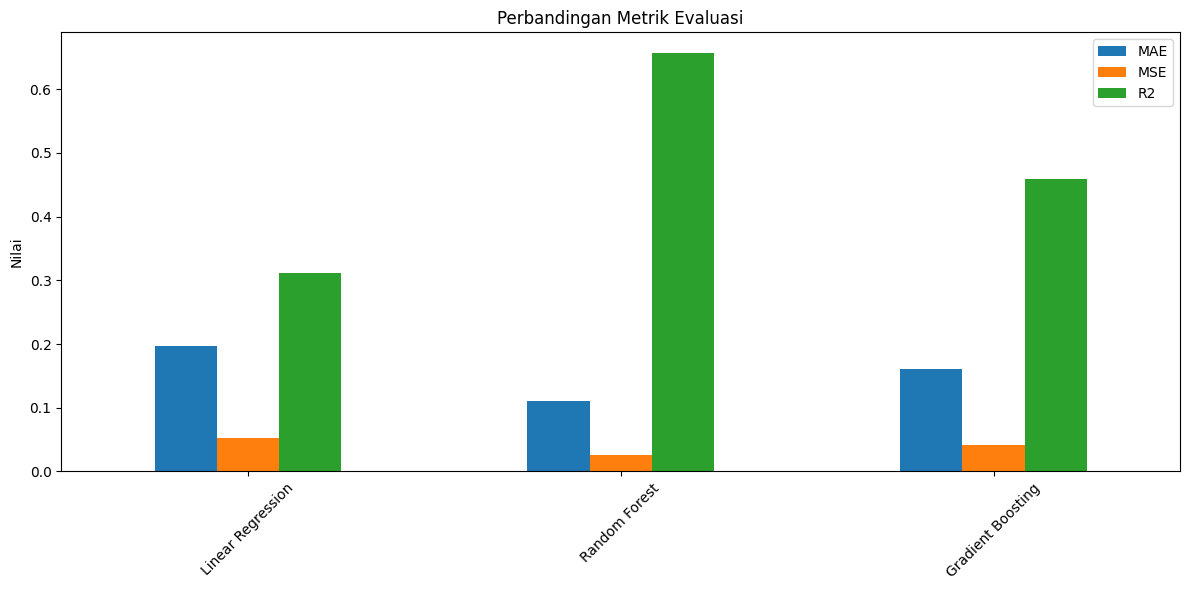 Perbandingan Metrik Evaluasi
MAE
MSE
R2
Nilai
0.6
0.5
0.4
0.3
0.2
0.1
0.0
Linear Regression
Random Forest
Gradient Boosting